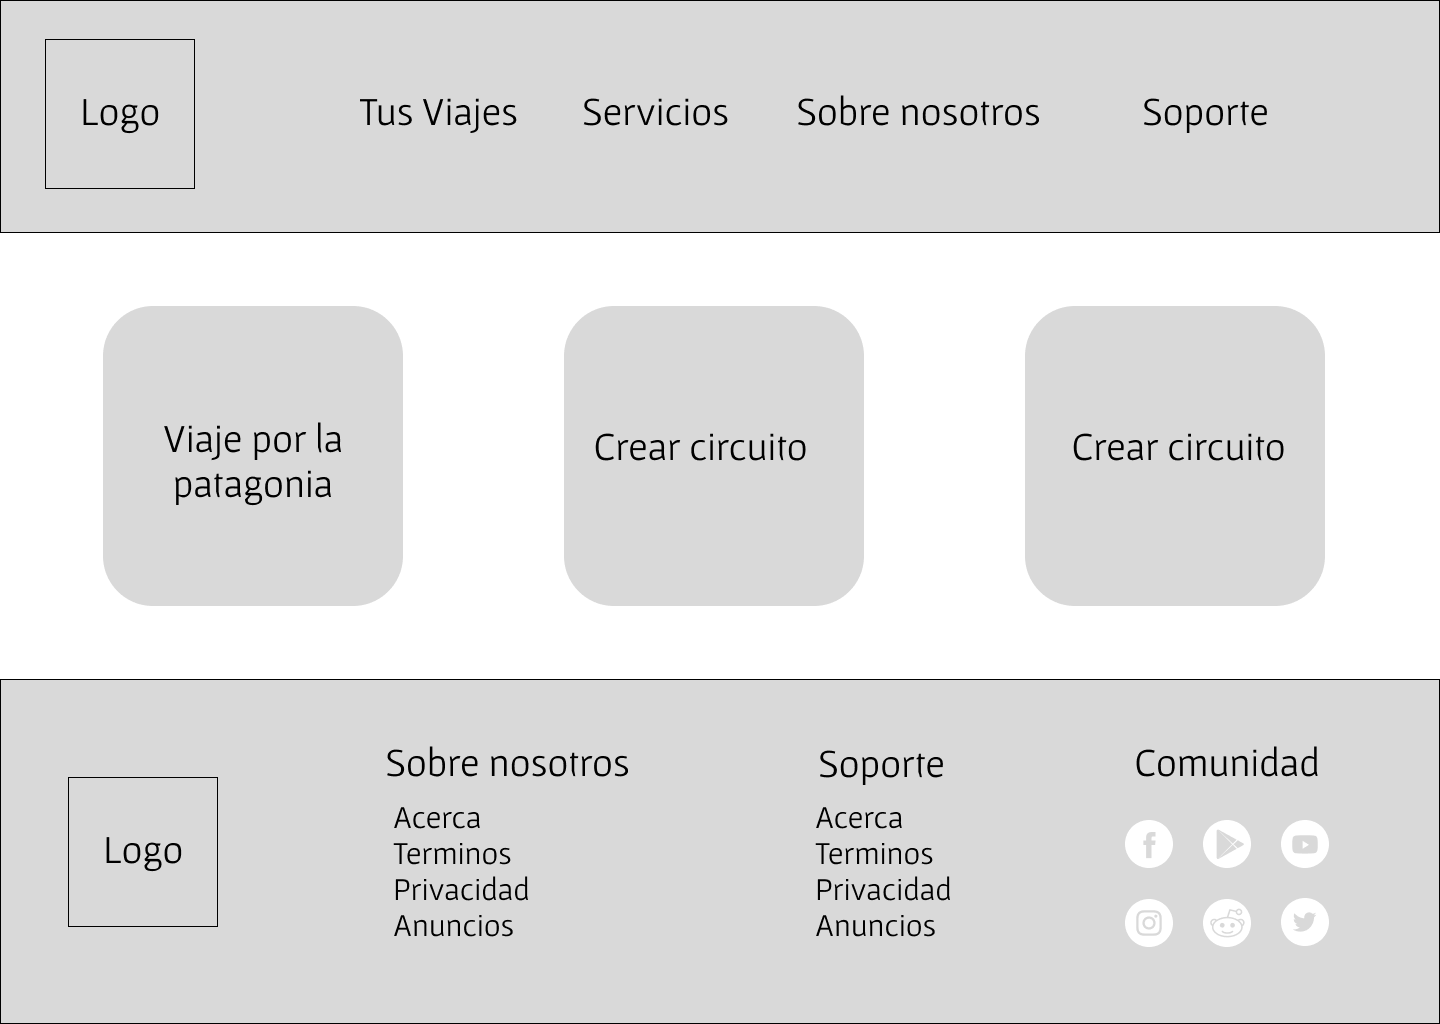 Logo
Tus Viajes
Servicios
Sobre nosotros
Soporte
Viaje por la
patagonia
Crear circuito
Crear circuito
Logo
Sobre nosotros
Acerca
Terminos
Privacidad
Anuncios
Soporte
Acerca
Terminos
Privacidad
Anuncios
Comunidad